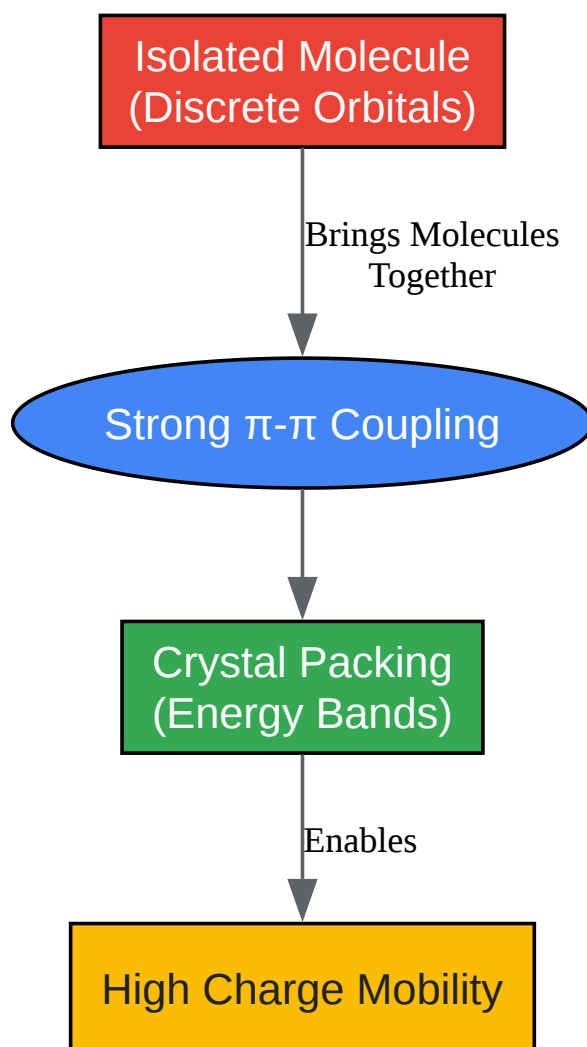 Isolated Molecule
(Discrete Orbitals)
Brings Molecules
Together
Strong π-π Coupling
Crystal Packing
(Energy Bands)
Enables
High Charge Mobility